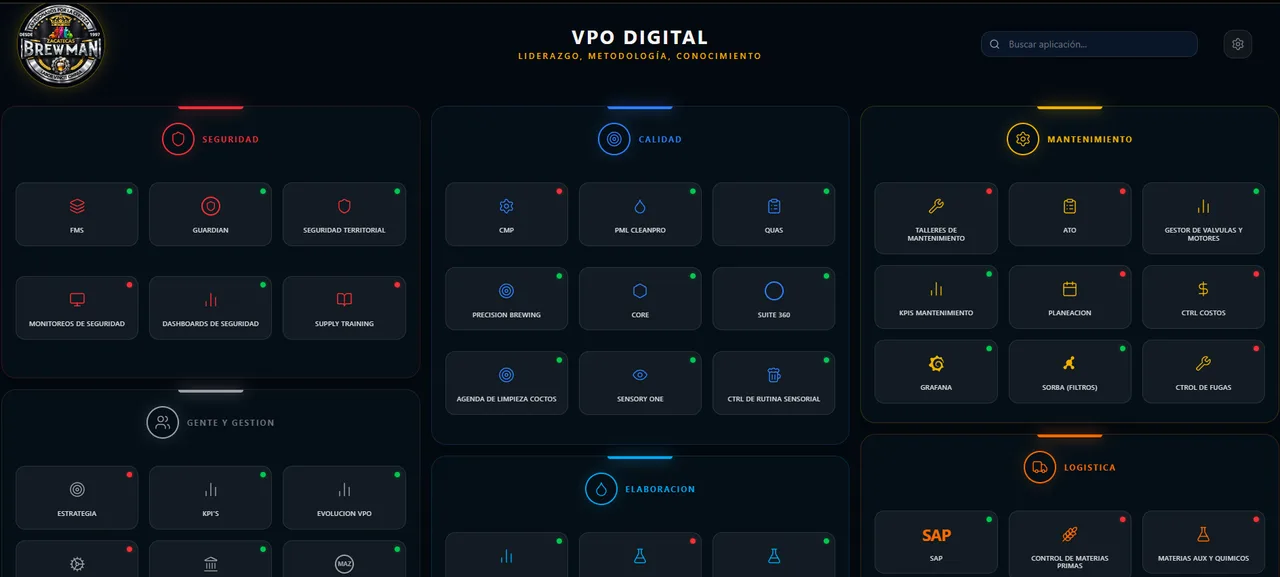 DESDE
1997
ZACATECAS
BREWMAN
VPO DIGITAL
LIDERAZGO, METODOLOGÍA, CONOCIMIENTO
Buscar aplicación...
SEGURIDAD
FMS
GUARDIAN
SEGURIDAD TERRITORIAL
MONITOREOS DE SEGURIDAD
DASHBOARDS DE SEGURIDAD
SUPPLY TRAINING
GENTE Y GESTION
ESTRATEGIA
KPI'S
EVOLUCION VPO
MAZ
CALIDAD
CMP
PML CLEANPRO
QUAS
PRECISION BREWING
CORE
SUITE 360
AGENDA DE LIMPIEZA COCTOS
SENSORY ONE
CTRL DE RUTINA SENSORIAL
ELABORACION
MANTENIMIENTO
TALLERES DE
MANTENIMIENTO
ATO
GESTOR DE VALVULAS Y
MOTORES
KPIS MANTENIMIENTO
PLANEACION
CTRL COSTOS
GRAFANA
SORBA (FILTROS)
CTROL DE FUGAS
LOGISTICA
SAP
SAP
CONTROL DE MATERIAS
PRIMAS
MATERIAS AUX Y QUIMICOS